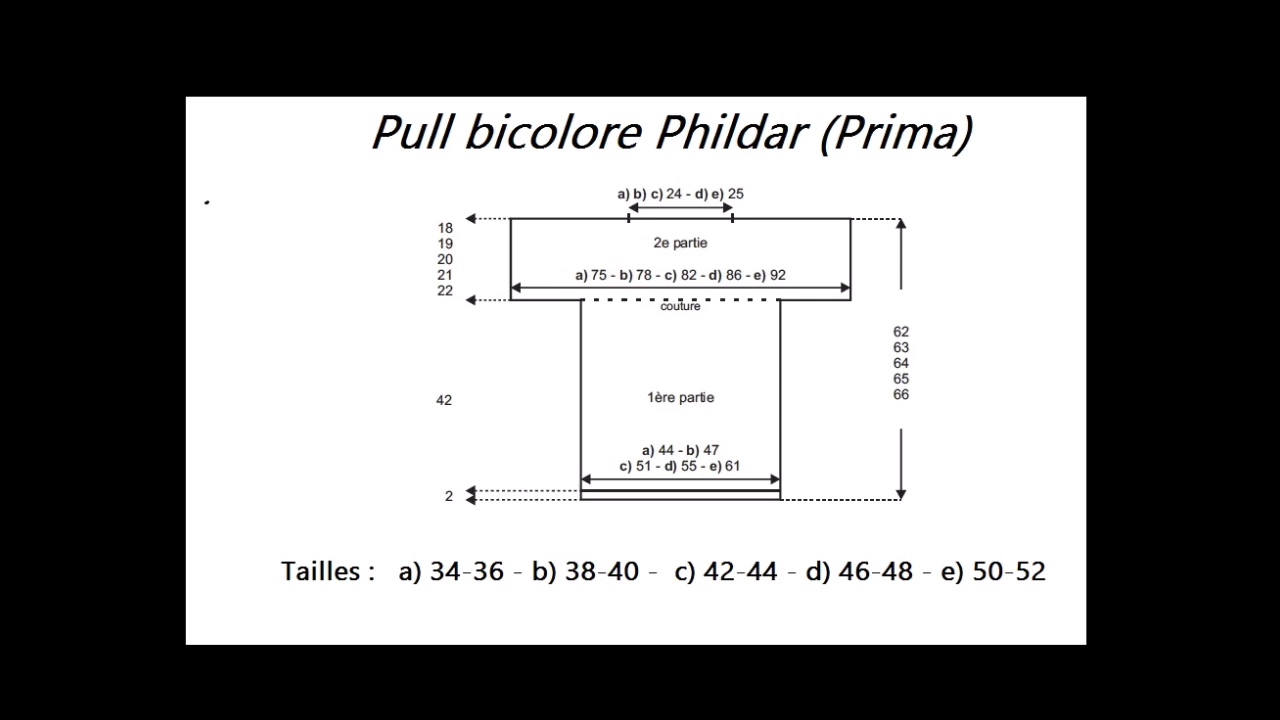 Pull bicolore Phildar (Prima)
a) b) c) 24 - d) e) 25
18
19
20
21
22
2e partie
a) 75 - b) 78 - c) 82 - d) 86 - e) 92
couture
62
63
64
65
66
42
1ère partie
a) 44 - b) 47
c) 51 - d) 55 - e) 61
2
Tailles : a) 34-36 - b) 38-40 - c) 42-44 - d) 46-48 - e) 50-52